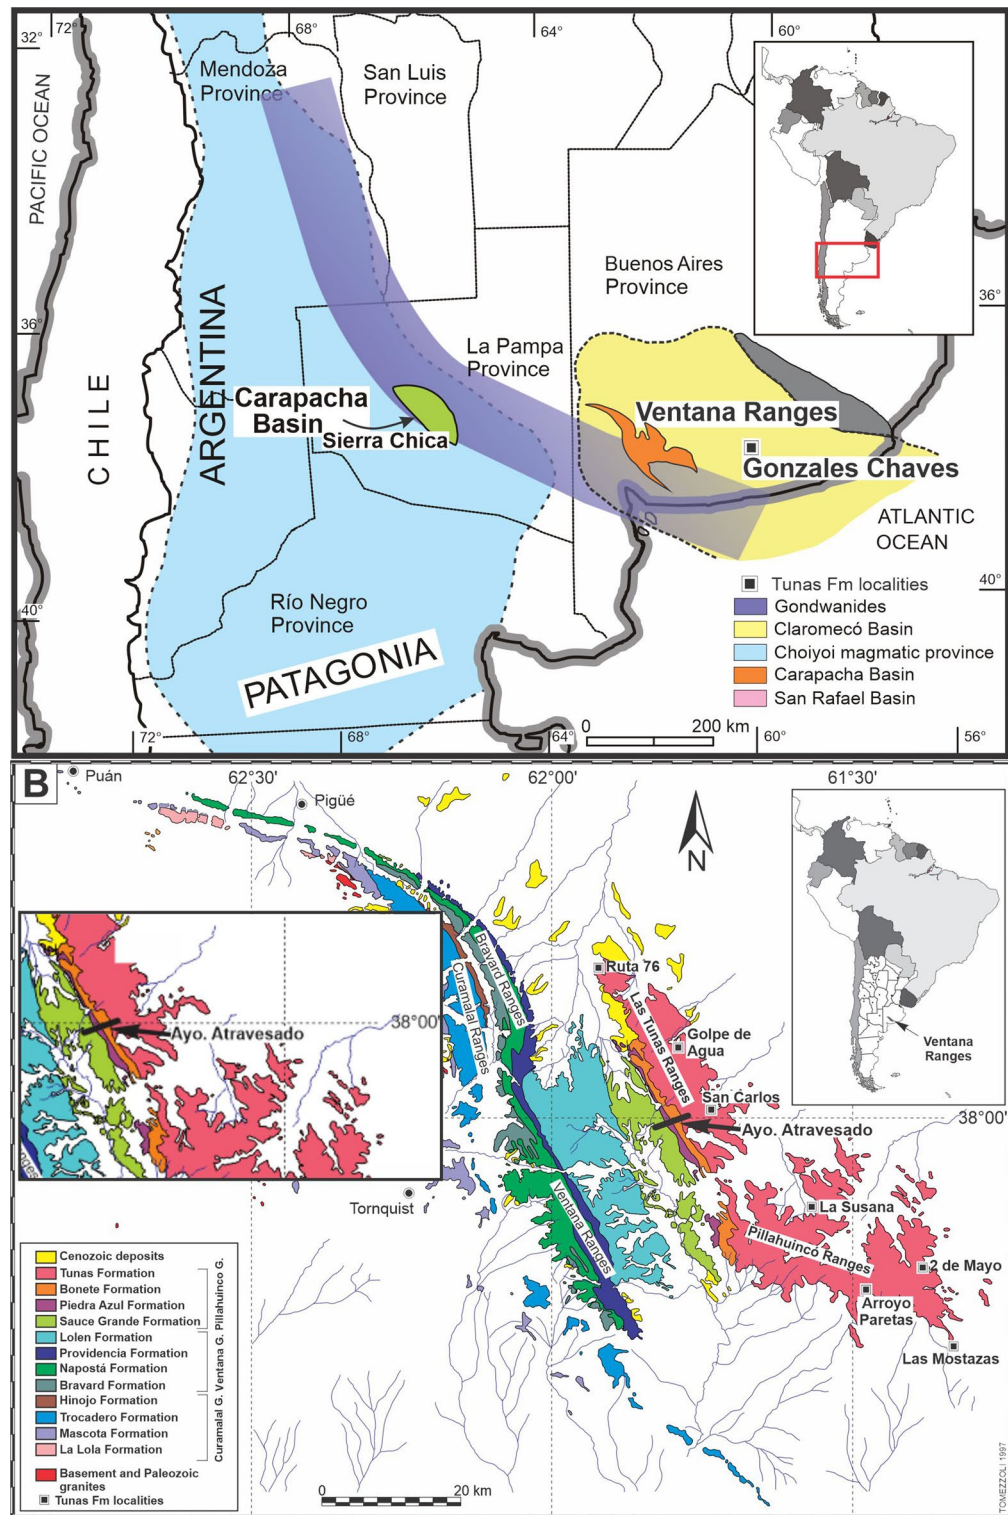 72°
68°
64°
60°
32°
Mendoza
Province
San Luis
Province
PACIFIC OCEAN
Buenos Aires
Province
36°
36°
CHILE
ARGENTINA
La Pampa
Province
Carapacha
Basin
Sierra Chica
Ventana Ranges
Gonzales Chaves
ATLANTIC
OCEAN
Tunas Fm localities
40°
Gondwanides
Claromecó Basin
Choiyoi magmatic province
Carapacha Basin
San Rafael Basin
40°
Río Negro
Province
PATAGONIA
0
200 km
72°
68°
64°
60°
56°
B
Puán
62°30'
62°00'
61°30'
Pigüé
N
Bravard Ranges
Curamalal Ranges
Ruta 76
Las Tunas Ranges
Golpe de
Agua
San Carlos
38°00'
38°00'
Ayo. Atravesado
Ayo. Atravesado
Ventana
Ranges
Tornquist
Ventana Ranges
La Susana
Pillahuincó Ranges
2 de Mayo
Arroyo
Paretas
Las Mostazas
Cenozoic deposits
Tunas Formation
Bonete Formation
Piedra Azul Formation
Sauce Grande Formation
Lolen Formation
Providencia Formation
Napostá Formation
Bravard Formation
Hinojo Formation
Trocadero Formation
Mascota Formation
La Lola Formation
Curamalal G. Ventana G. Pillahuinco G.
Basement and Paleozoic
granites
Tunas Fm localities
0
20 km
TOMEZZOLI 1997